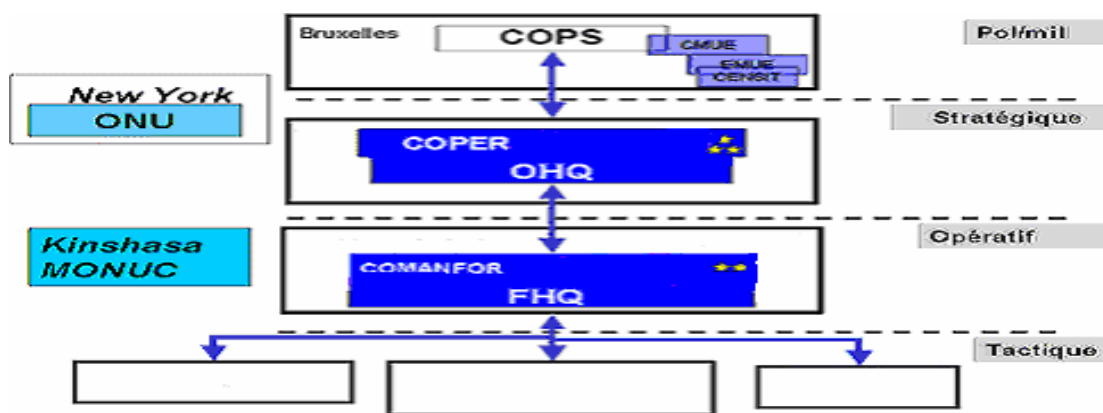 Bruxelles
COPS
CMUE
EMUE
CENSIT
Pol/mil
New York
ONU
Stratégique
COPER
OHQ
Opératif
Kinshasa
MONUC
COMANFOR
FHQ
Tactique